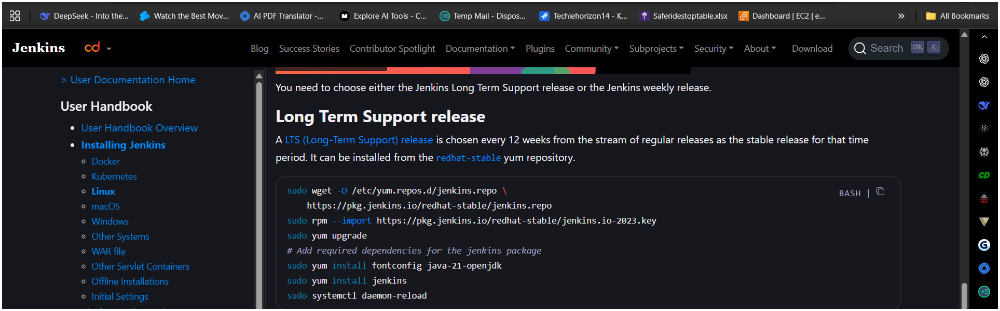 DeepSeek - Into the...
Watch the Best Mov...
AI PDF Translator -...
Explore AI Tools - C...
Temp Mail - Dispos...
Techiehorizon14 - K...
Saferidestoptable.xlsx
Dashboard | EC2 | e...
All Bookmarks
Jenkins
cd
Blog
Success Stories
Contributor Spotlight
Documentation
Plugins
Community
Subprojects
Security
About
Download
Search CTRL K
> User Documentation Home
User Handbook
User Handbook Overview
Installing Jenkins
Docker
Kubernetes
Linux
macOS
Windows
Other Systems
WAR file
Other Servlet Containers
Offline Installations
Initial Settings
You need to choose either the Jenkins Long Term Support release or the Jenkins weekly release.
Long Term Support release
A LTS (Long-Term Support) release is chosen every 12 weeks from the stream of regular releases as the stable release for that time
period. It can be installed from the redhat-stable yum repository.
BASH |
sudo wget -O /etc/yum.repos.d/jenkins.repo \
https://pkg.jenkins.io/redhat-stable/jenkins.repo
sudo rpm --import https://pkg.jenkins.io/redhat-stable/jenkins.io-2023.key
sudo yum upgrade
# Add required dependencies for the jenkins package
sudo yum install fontconfig java-21-openjdk
sudo yum install jenkins
sudo systemctl daemon-reload
CD